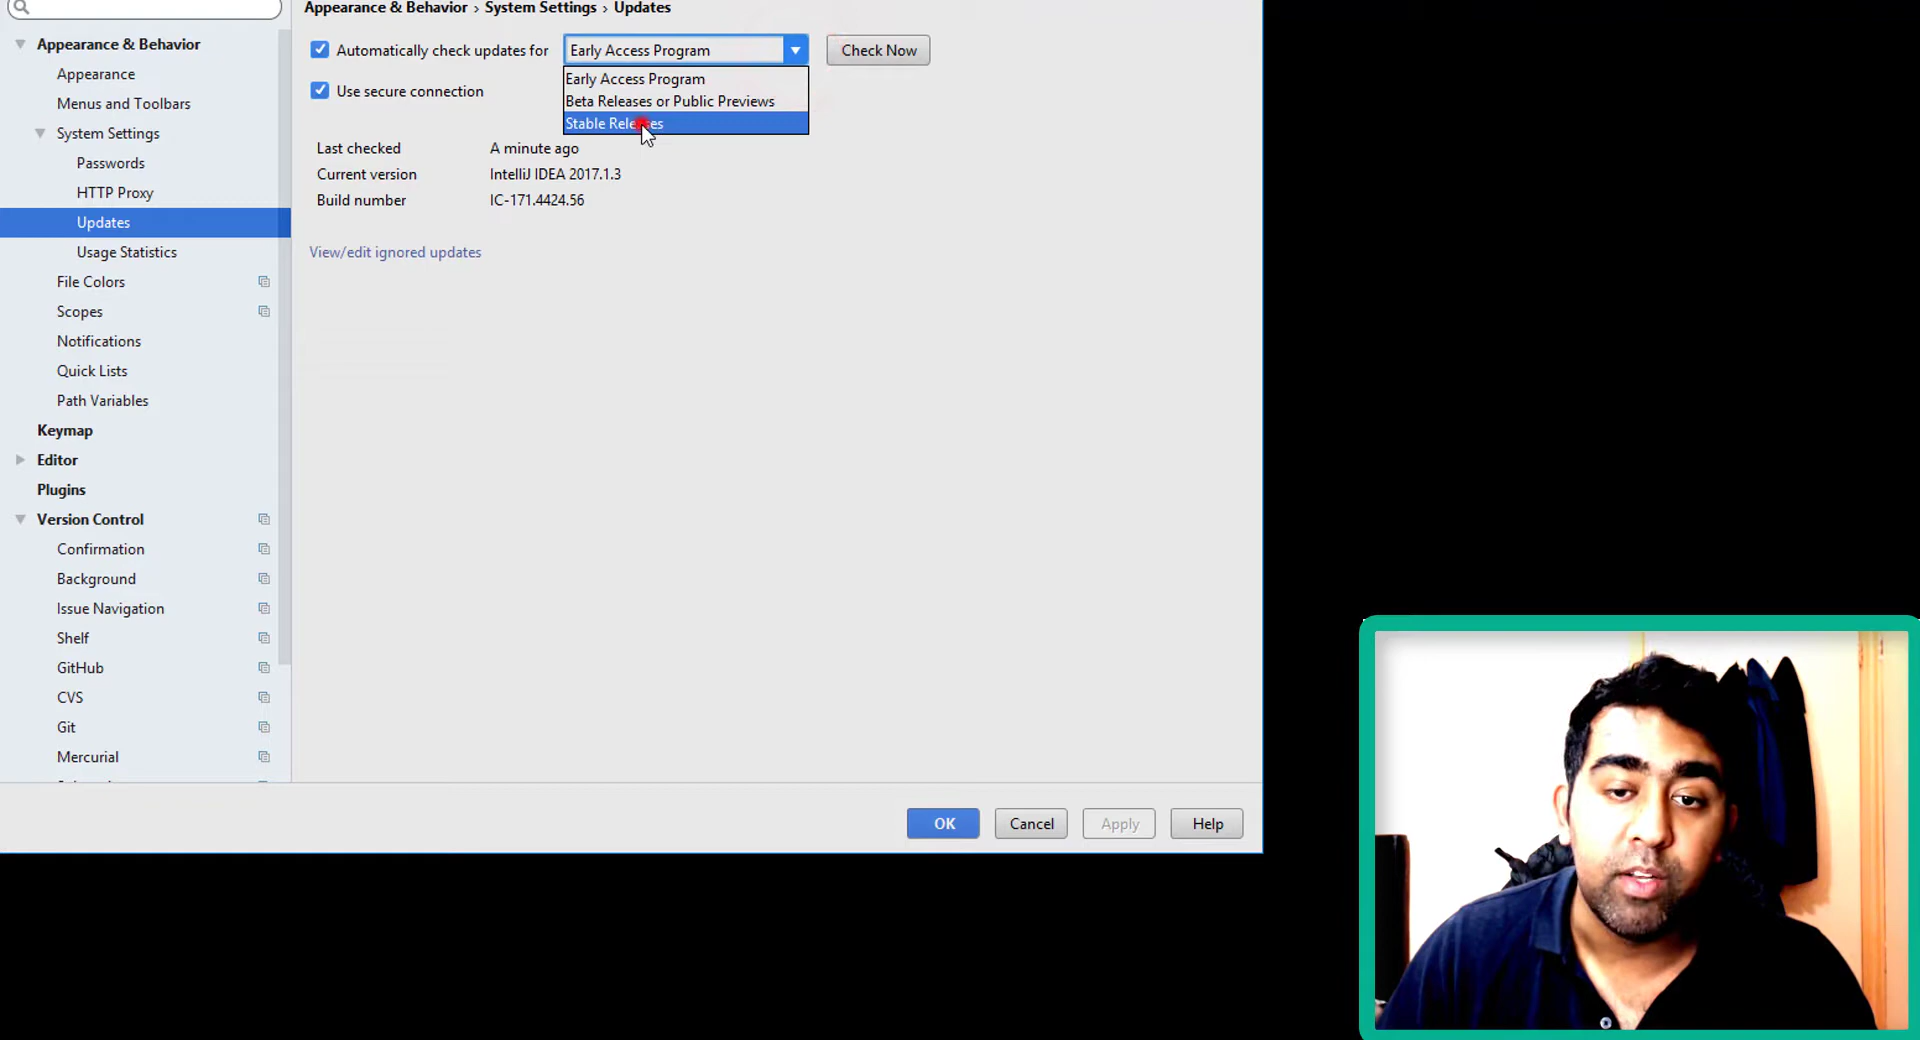 Appearance & Behavior › System Settings › Updates
Appearance & Behavior
Appearance
Menus and Toolbars
System Settings
Passwords
HTTP Proxy
Updates
Usage Statistics
File Colors
Scopes
Notifications
Quick Lists
Path Variables
Keymap
Editor
Plugins
Version Control
Confirmation
Background
Issue Navigation
Shelf
GitHub
CVS
Git
Mercurial
Automatically check updates for Early Access Program Check Now
Early Access Program
Use secure connection
Beta Releases or Public Previews
Stable Releases
Last checked A minute ago
Current version IntelliJ IDEA 2017.1.3
Build number IC-171.4424.56
View/edit ignored updates
OK Cancel Apply Help